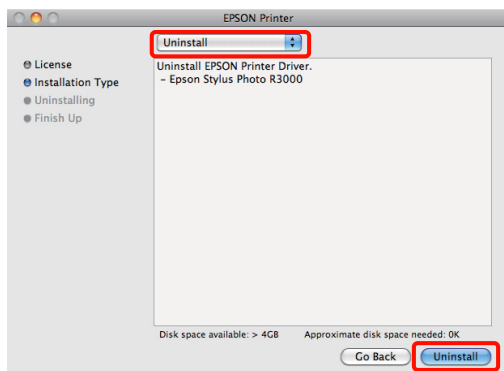 EPSON Printer
Uninstall
License
Installation Type
Uninstalling
Finish Up
Uninstall EPSON Printer Driver.
– Epson Stylus Photo R3000
Disk space available: > 4GB Approximate disk space needed: 0K
Go Back Uninstall